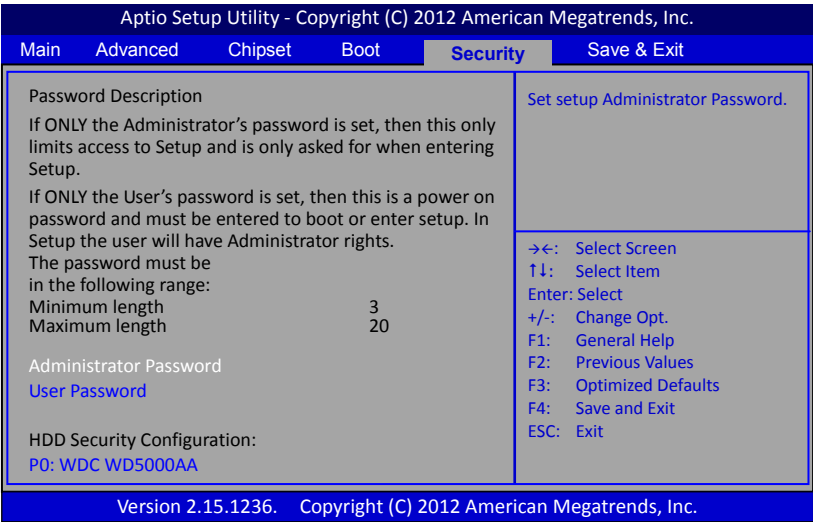 Aptio Setup Utility - Copyright (C) 2012 American Megatrends, Inc.
Main Advanced Chipset Boot Security Save & Exit
Password Description
If ONLY the Administrator's password is set, then this only
limits access to Setup and is only asked for when entering
Setup.
If ONLY the User's password is set, then this is a power on
password and must be entered to boot or enter setup. In
Setup the user will have Administrator rights.
The password must be
in the following range:
Minimum length 3
Maximum length 20
Administrator Password
User Password
HDD Security Configuration:
P0: WDC WD5000AA
Set setup Administrator Password.
→←: Select Screen
↑↓: Select Item
Enter: Select
+/-: Change Opt.
F1: General Help
F2: Previous Values
F3: Optimized Defaults
F4: Save and Exit
ESC: Exit
Version 2.15.1236. Copyright (C) 2012 American Megatrends, Inc.